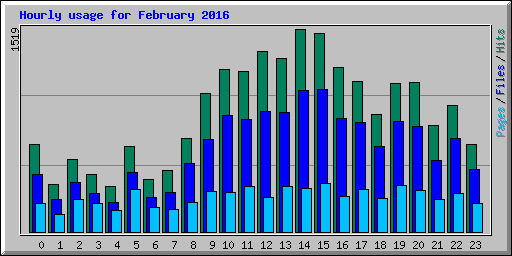 Hourly usage for February 2016
1519
Pages / Files / Hits
0 1 2 3 4 5 6 7 8 9 10 11 12 13 14 15 16 17 18 19 20 21 22 23